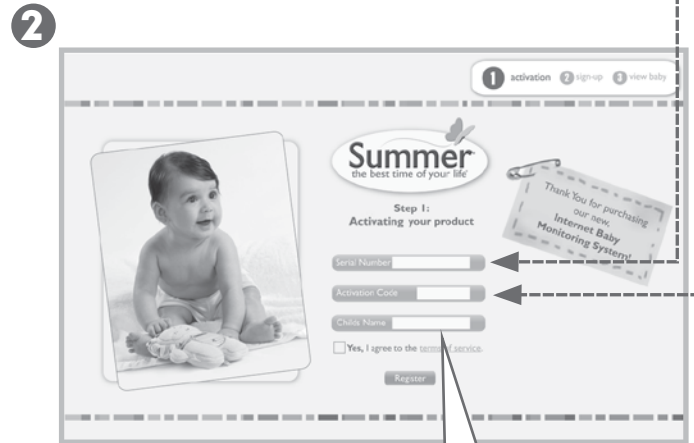 2
1 activation 2 sign-up 3 view baby
Summer
the best time of your life
Step 1:
Activating your product
Thank You for purchasing
our new,
Internet Baby
Monitoring System!
Serial Number
Activation Code
Childs Name
Yes, I agree to the terms of service.
Register